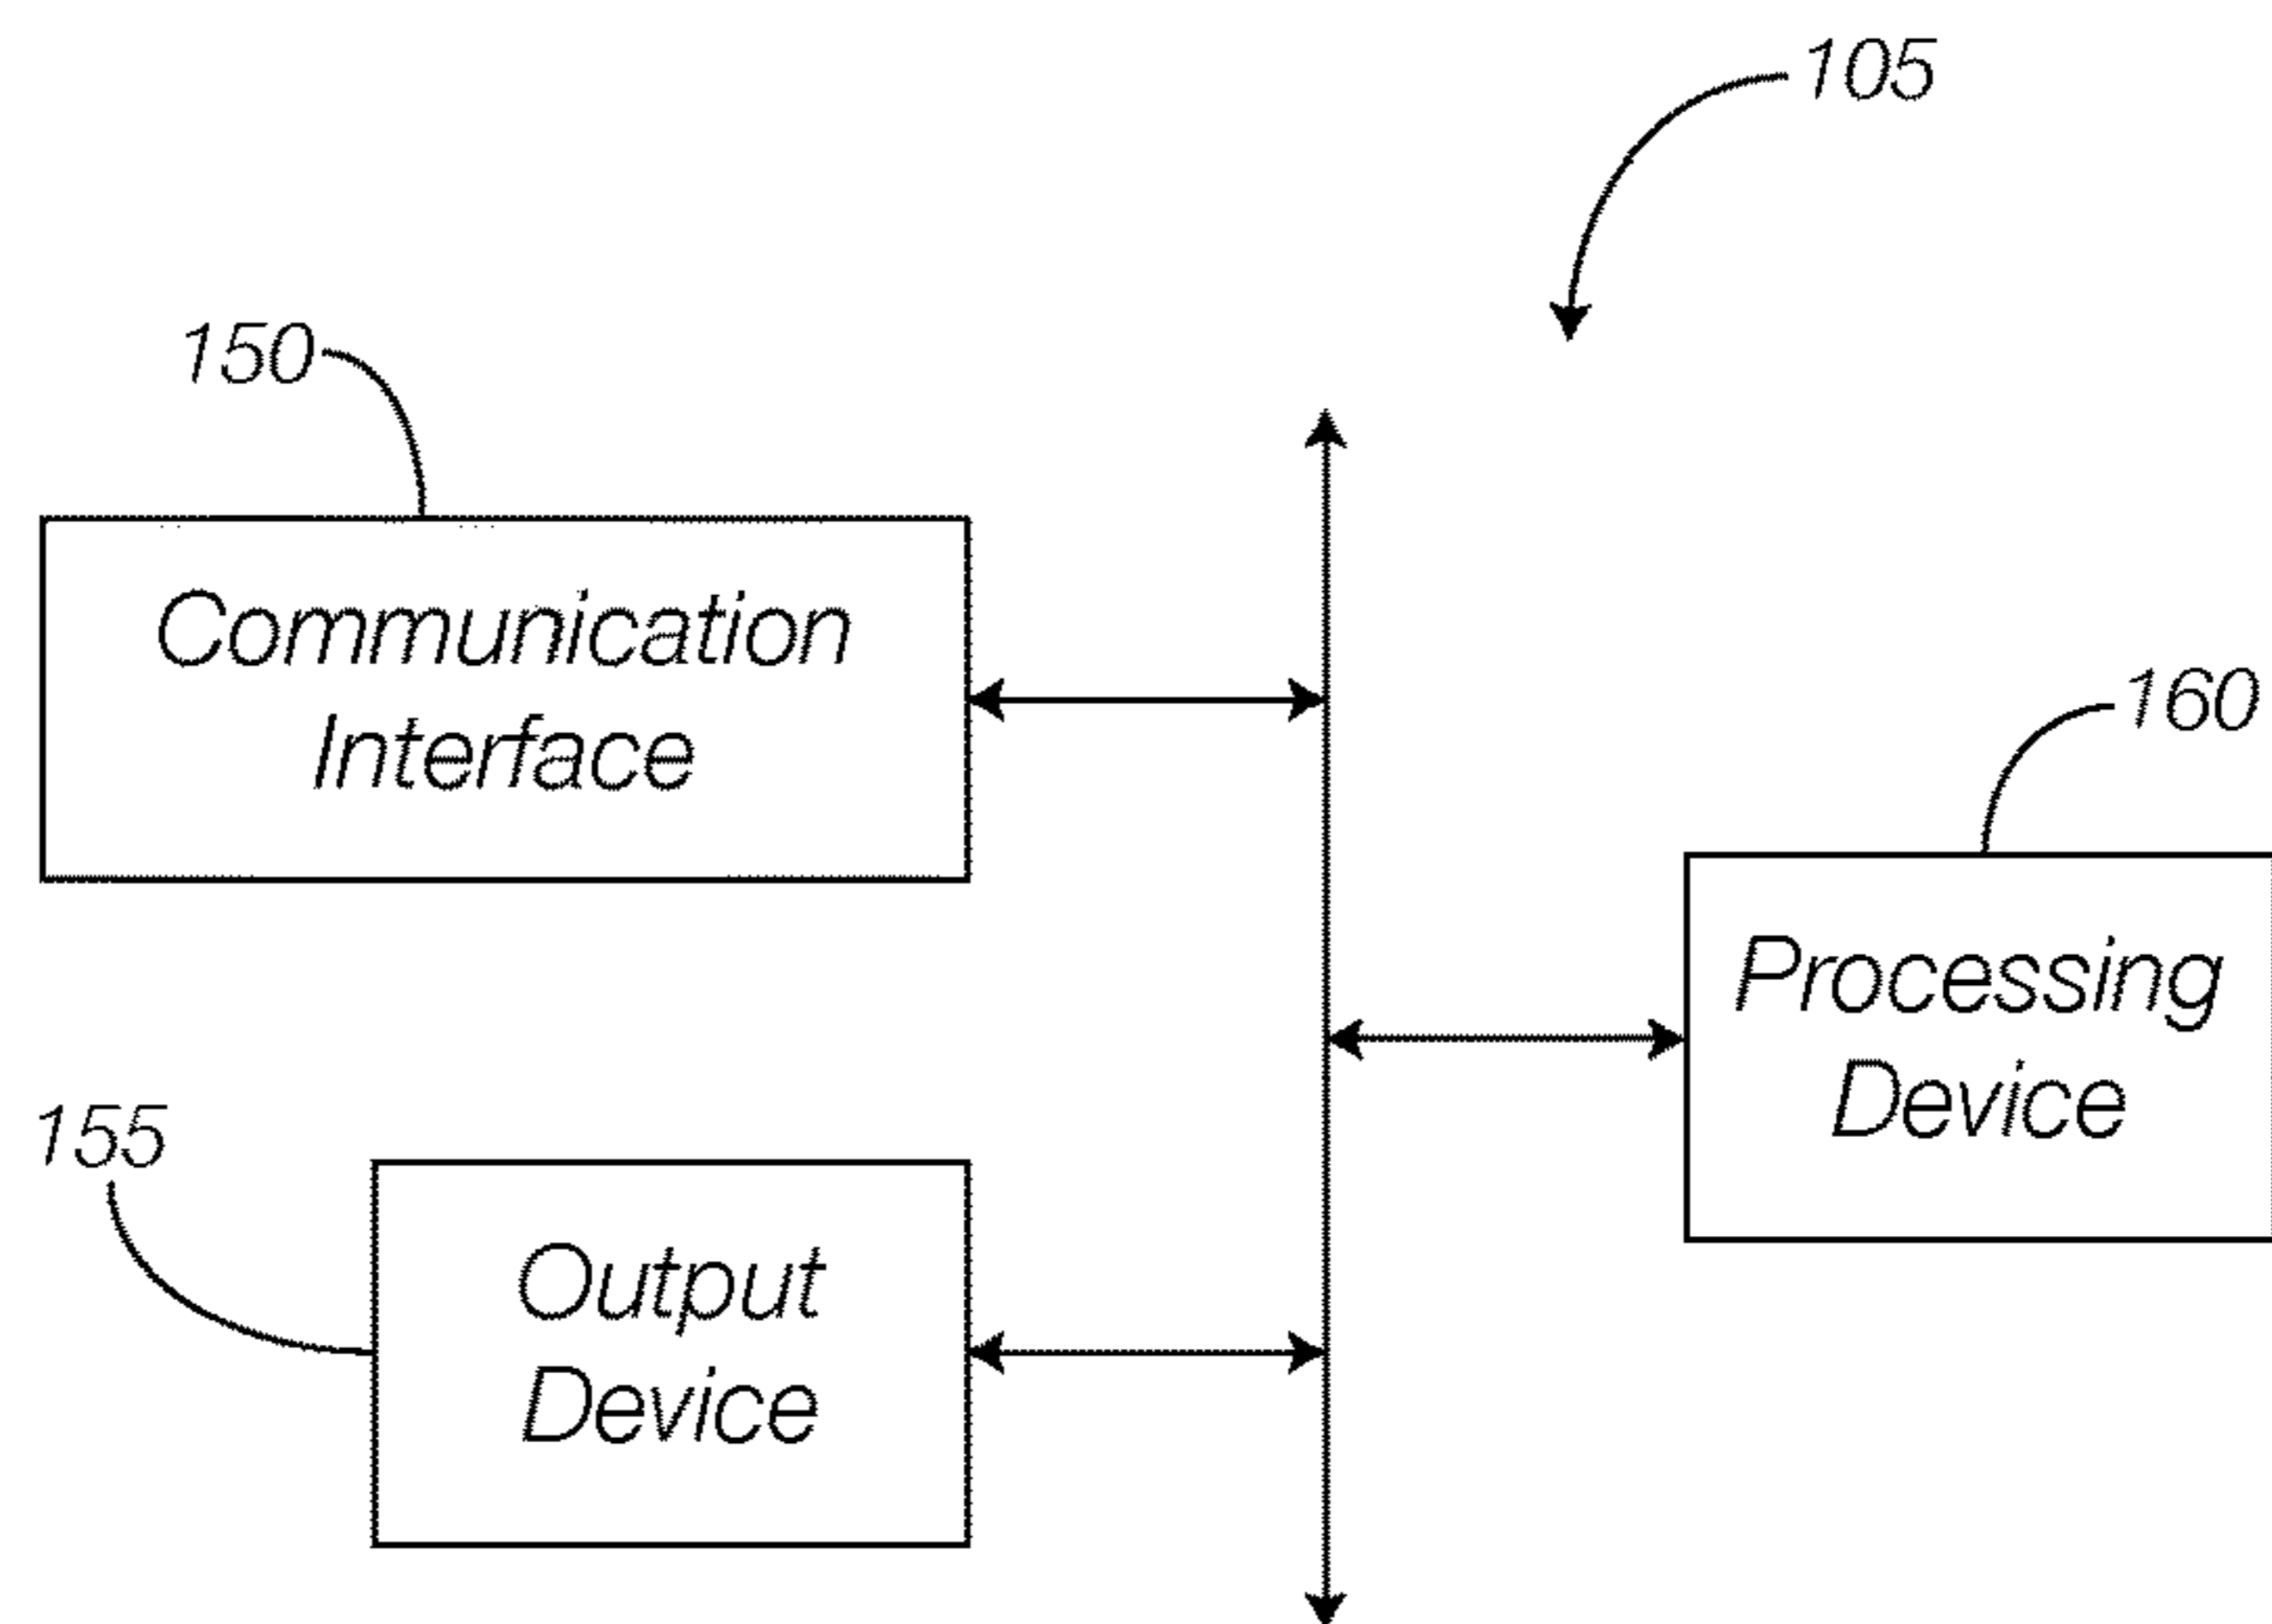 105
150
Communication
Interface
160
Processing
Device
155
Output
Device